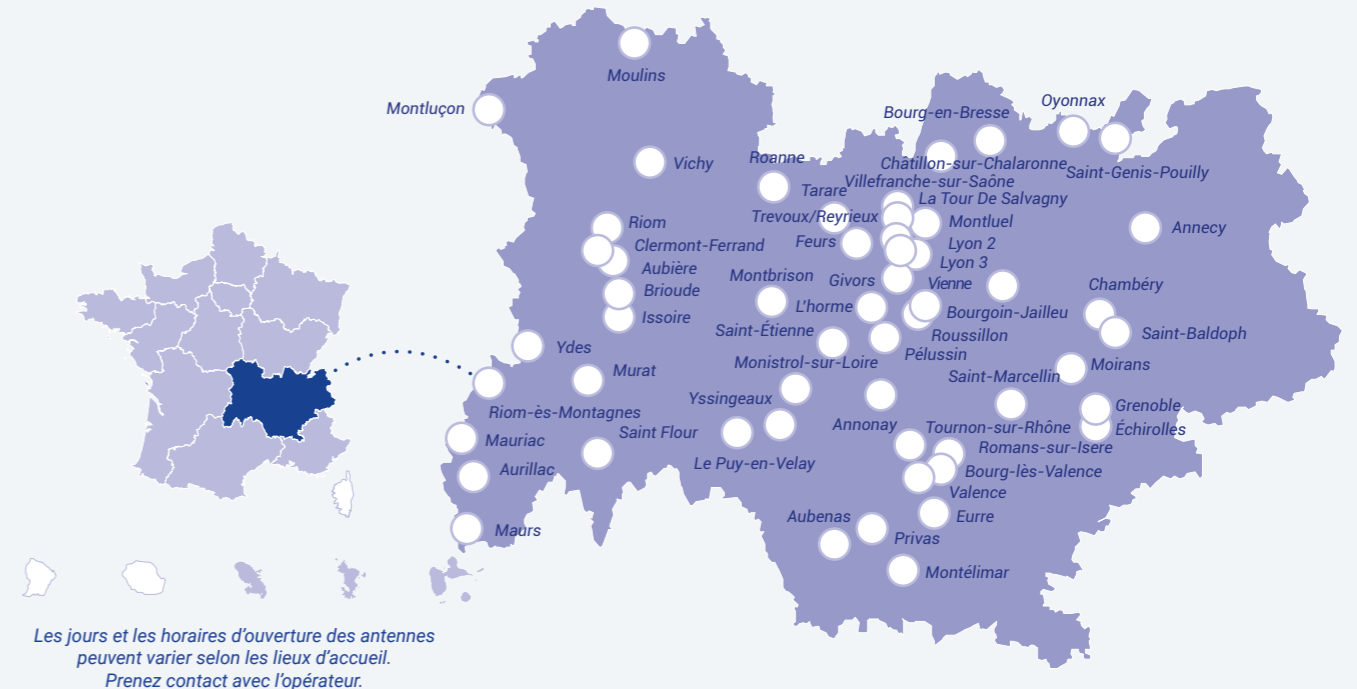 Moulins
Montluçon
Oyonnax
Bourg-en-Bresse
Vichy
Roanne
Châtillon-sur-Chalaronne
Saint-Genis-Pouilly
Villefranche-sur-Saône
Tarare
La Tour De Salvagny
Trevoux/Reyrieux
Montluel
Riom
Annecy
Feurs
Clermont-Ferrand
Lyon 2
Aubière
Lyon 3
Montbrison
Givors
Vienne
Chambéry
Brioude
L'horme
Bourgoin-Jailleu
Issoire
Saint-Étienne
Roussillon
Saint-Baldoph
Ydes
Pélussin
Monistrol-sur-Loire
Moirans
Murat
Saint-Marcellin
Yssingeaux
Grenoble
Riom-ès-Montagnes
Annonay
Tournon-sur-Rhône
Échirolles
Saint Flour
Mauriac
Romans-sur-Isere
Le Puy-en-Velay
Aurillac
Bourg-lès-Valence
Valence
Aubenas
Eurre
Maurs
Privas
Montélimar
Les jours et les horaires d'ouverture des antennes
peuvent varier selon les lieux d'accueil.
Prenez contact avec l'opérateur.